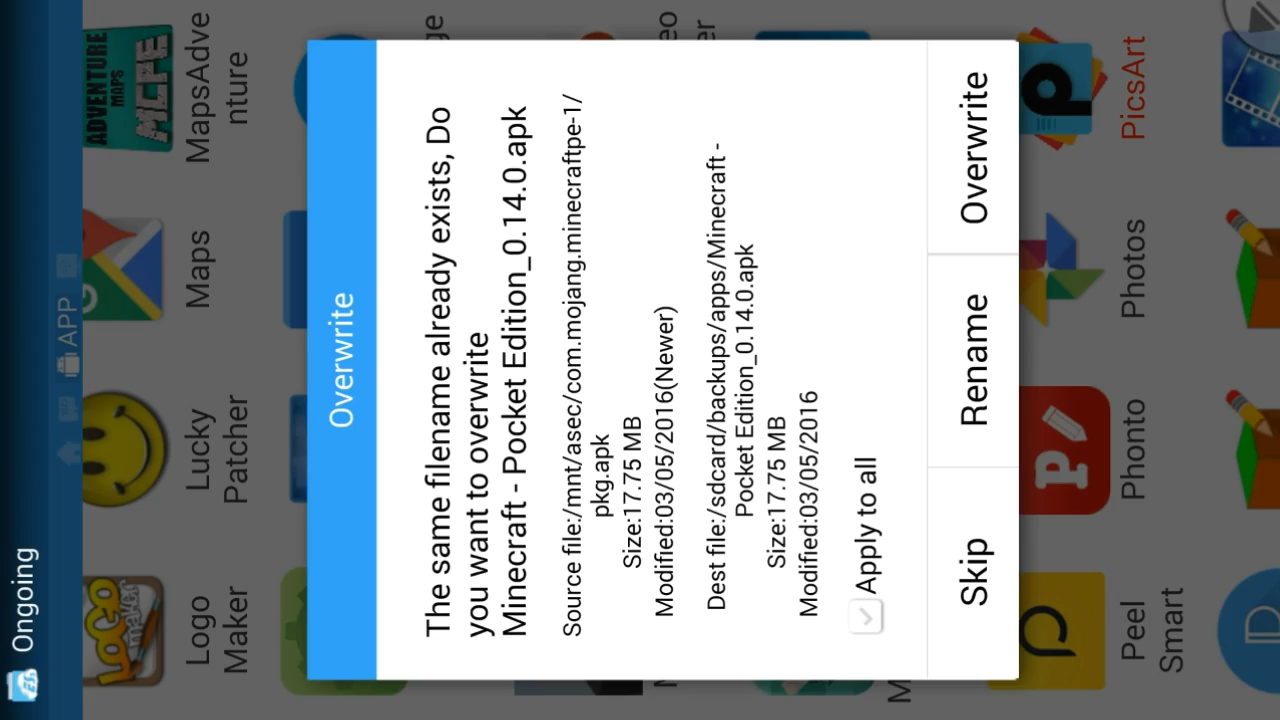 Ongoing
APP
MapsAdve
nture
Maps
Lucky
Patcher
Logo
Maker
ADVENTURE
MAPS
MCPE
Overwrite
The same filename already exists, Do
you want to overwrite
Minecraft - Pocket Edition_0.14.0.apk
Source file:/mnt/asec/com.mojang.minecraftpe-1/
pkg.apk
Size:17.75 MB
Modified:03/05/2016(Newer)
Dest file:/sdcard/backups/apps/Minecraft -
Pocket Edition_0.14.0.apk
Size:17.75 MB
Modified:03/05/2016
Apply to all
Skip
Rename
Overwrite
PicsArt
Photos
Phonto
Peel
Smart